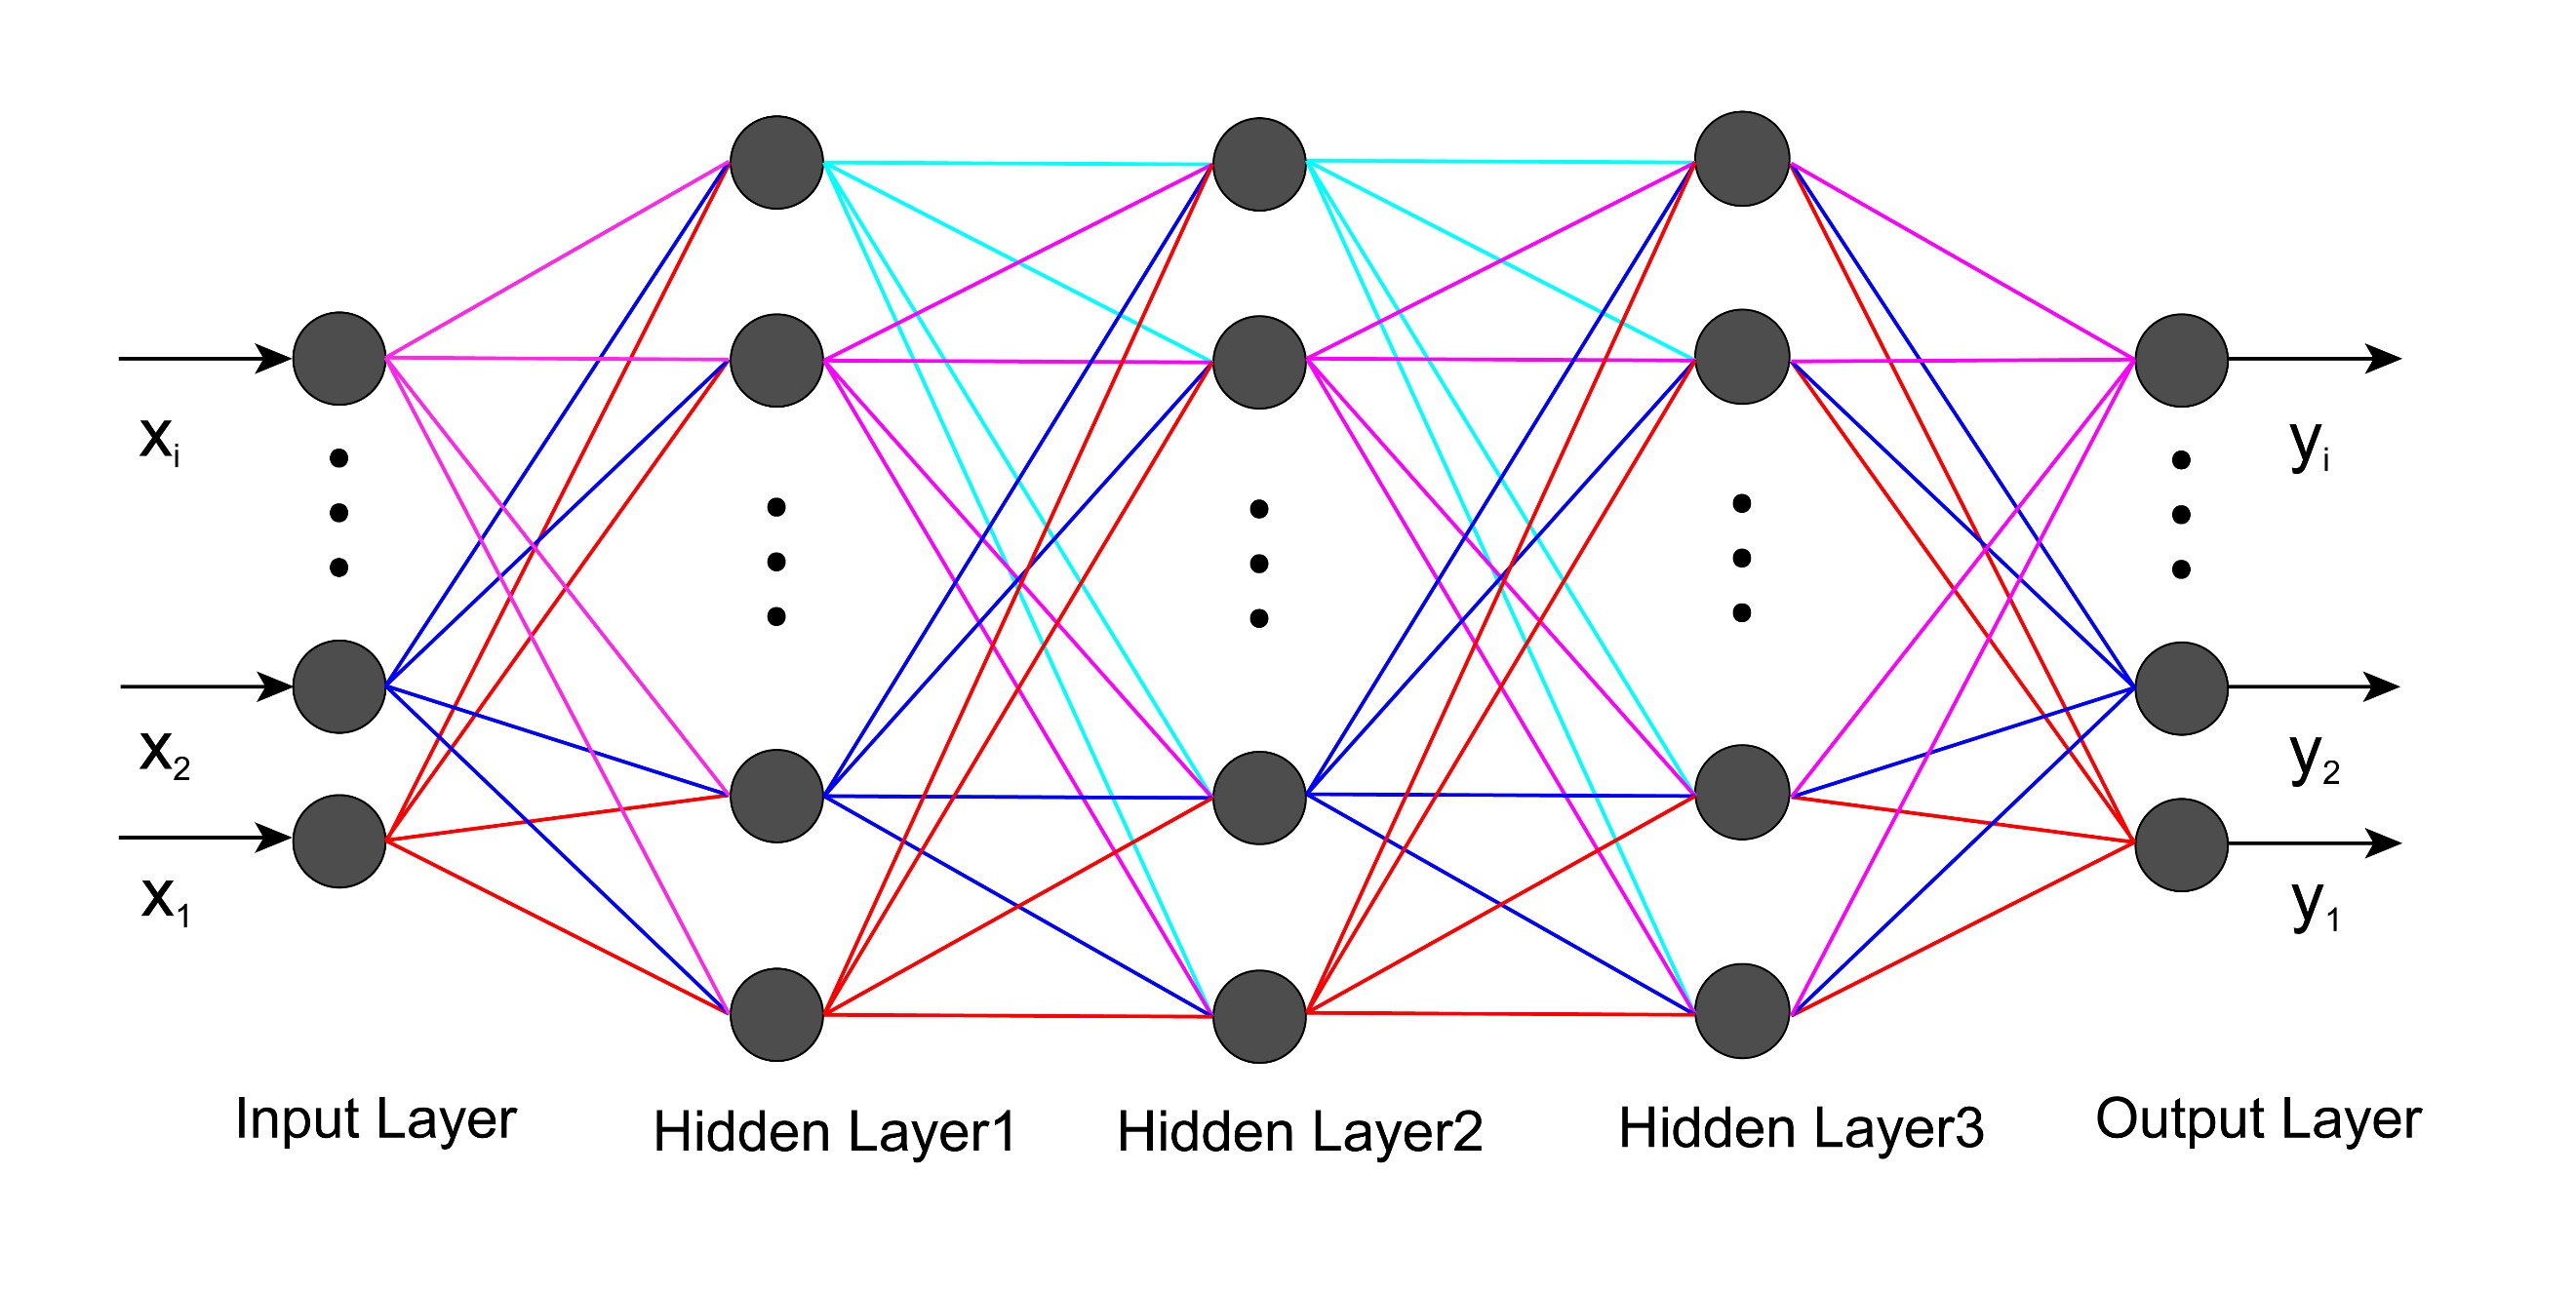 xi
yi
x2
y2
x1
y1
Input Layer
Hidden Layer1
Hidden Layer2
Hidden Layer3
Output Layer